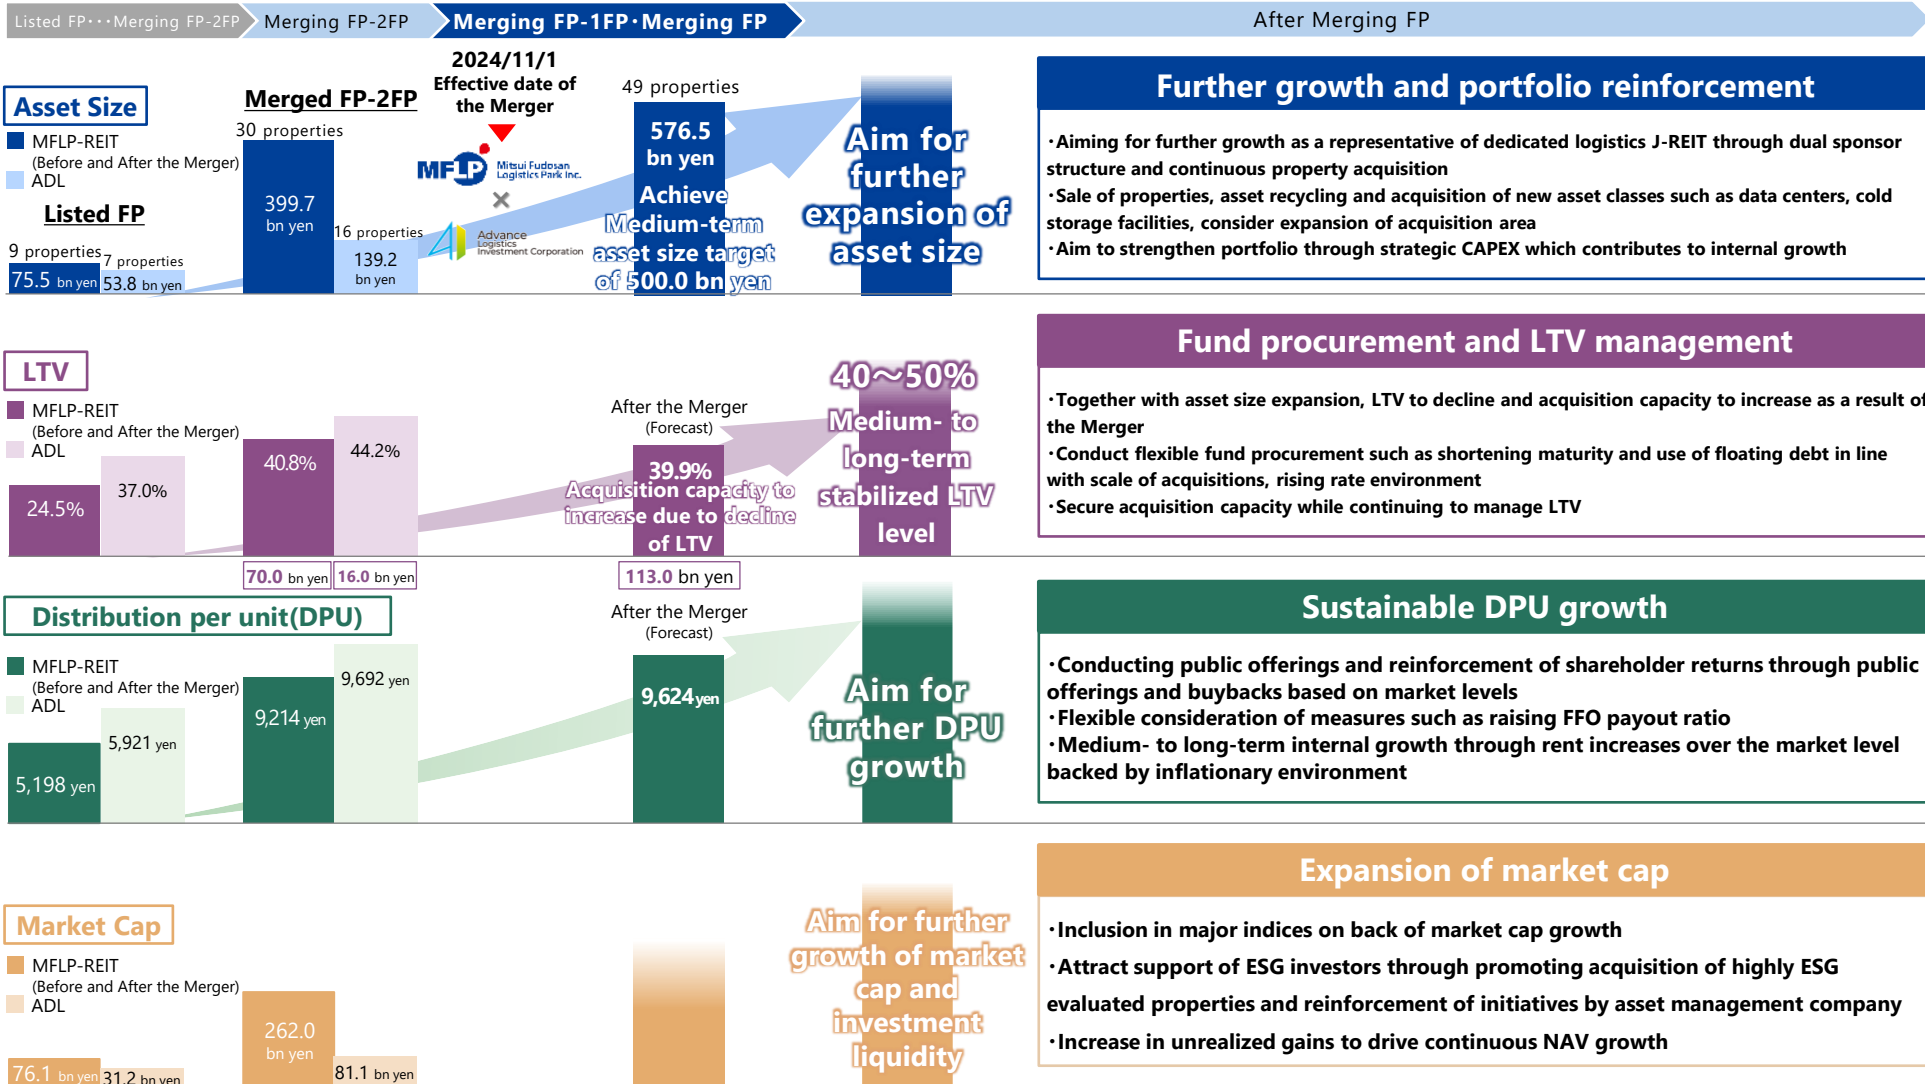 Listed FP・・・Merging FP-2FP
Merging FP-2FP
Merging FP-1FP・Merging FP
After Merging FP
Asset Size
MFLP-REIT
(Before and After the Merger)
ADL
Listed FP
9 properties
75.5 bn yen
7 properties
53.8 bn yen
Merged FP-2FP
30 properties
399.7
bn yen
16 properties
139.2
bn yen
2024/11/1
Effective date of
the Merger
MFLP
Mitsui Fudosan
Logistics Park Inc.
×
Advance
Logistics
Investment Corporation
49 properties
576.5
bn yen
Achieve
Medium-term
asset size target
of 500.0 bn yen
Aim for
further
expansion of
asset size
Further growth and portfolio reinforcement
・Aiming for further growth as a representative of dedicated logistics J-REIT through dual sponsor
structure and continuous property acquisition
・Sale of properties, asset recycling and acquisition of new asset classes such as data centers, cold
storage facilities, consider expansion of acquisition area
・Aim to strengthen portfolio through strategic CAPEX which contributes to internal growth
LTV
MFLP-REIT
(Before and After the Merger)
ADL
24.5%
37.0%
40.8%
44.2%
70.0 bn yen
16.0 bn yen
After the Merger
(Forecast)
39.9%
Acquisition capacity to
increase due to decline
of LTV
113.0 bn yen
40～50%
Medium- to
long-term
stabilized LTV
level
Fund procurement and LTV management
・Together with asset size expansion, LTV to decline and acquisition capacity to increase as a result of
the Merger
・Conduct flexible fund procurement such as shortening maturity and use of floating debt in line
with scale of acquisitions, rising rate environment
・Secure acquisition capacity while continuing to manage LTV
Distribution per unit(DPU)
MFLP-REIT
(Before and After the Merger)
ADL
5,198 yen
5,921 yen
9,214 yen
9,692 yen
After the Merger
(Forecast)
9,624 yen
Aim for
further DPU
growth
Sustainable DPU growth
・Conducting public offerings and reinforcement of shareholder returns through public
offerings and buybacks based on market levels
・Flexible consideration of measures such as raising FFO payout ratio
・Medium- to long-term internal growth through rent increases over the market level
backed by inflationary environment
Market Cap
MFLP-REIT
(Before and After the Merger)
ADL
76.1 bn yen
31.2 bn yen
262.0
bn yen
81.1 bn yen
Aim for further
growth of market
cap and
investment
liquidity
Expansion of market cap
・Inclusion in major indices on back of market cap growth
・Attract support of ESG investors through promoting acquisition of highly ESG
evaluated properties and reinforcement of initiatives by asset management company
・Increase in unrealized gains to drive continuous NAV growth